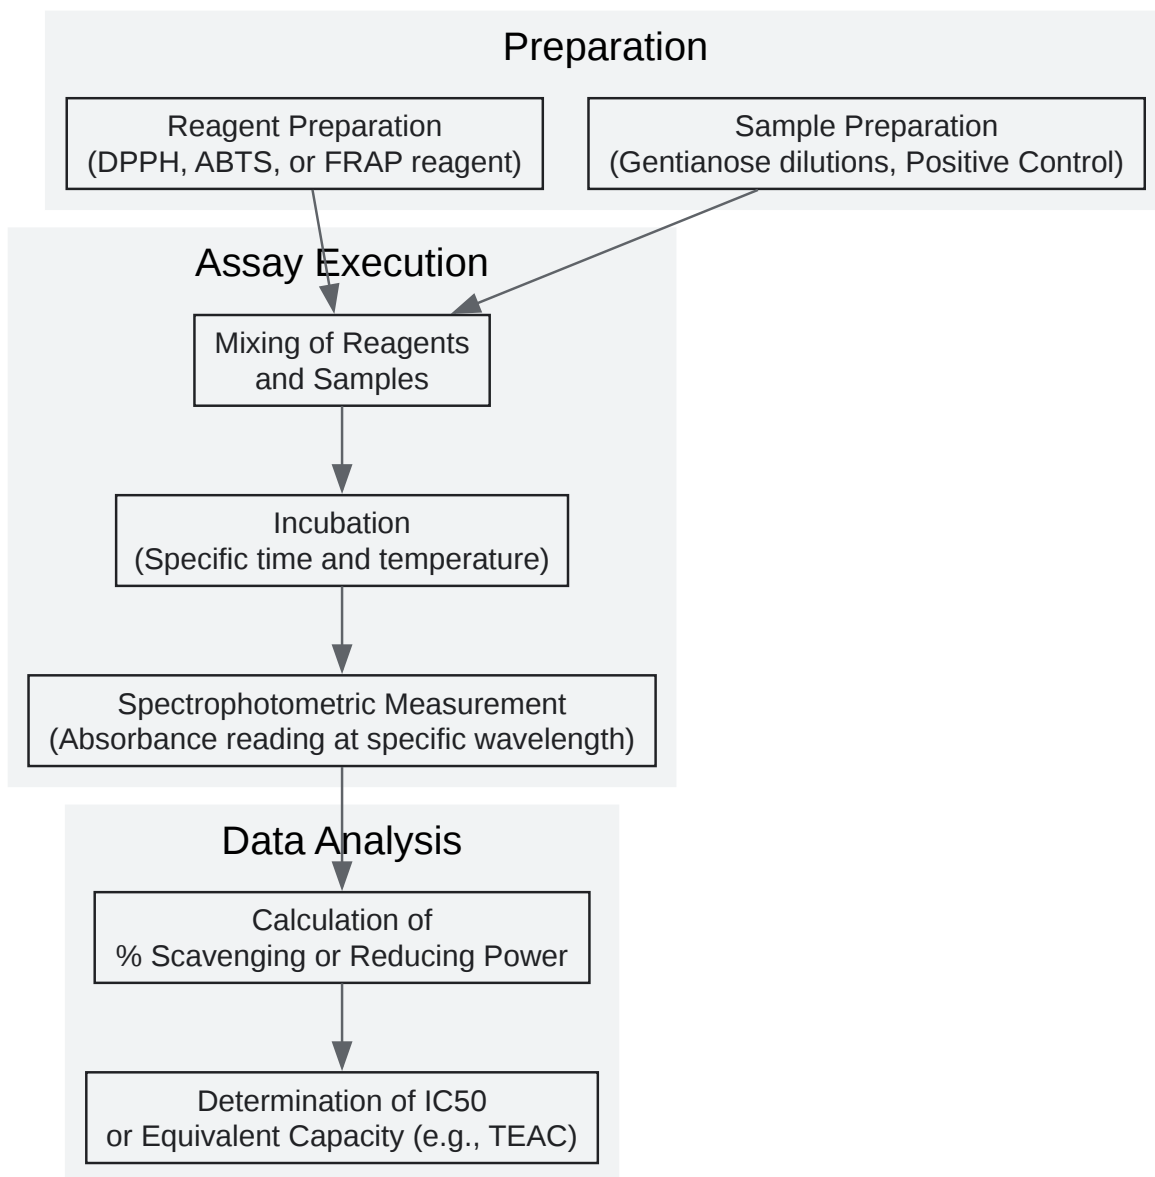 Preparation
Reagent Preparation
(DPPH, ABTS, or FRAP reagent)
Sample Preparation
(Gentianose dilutions, Positive Control)
Assay Execution
Mixing of Reagents
and Samples
Incubation
(Specific time and temperature)
Spectrophotometric Measurement
(Absorbance reading at specific wavelength)
Data Analysis
Calculation of
% Scavenging or Reducing Power
Determination of IC50
or Equivalent Capacity (e.g., TEAC)